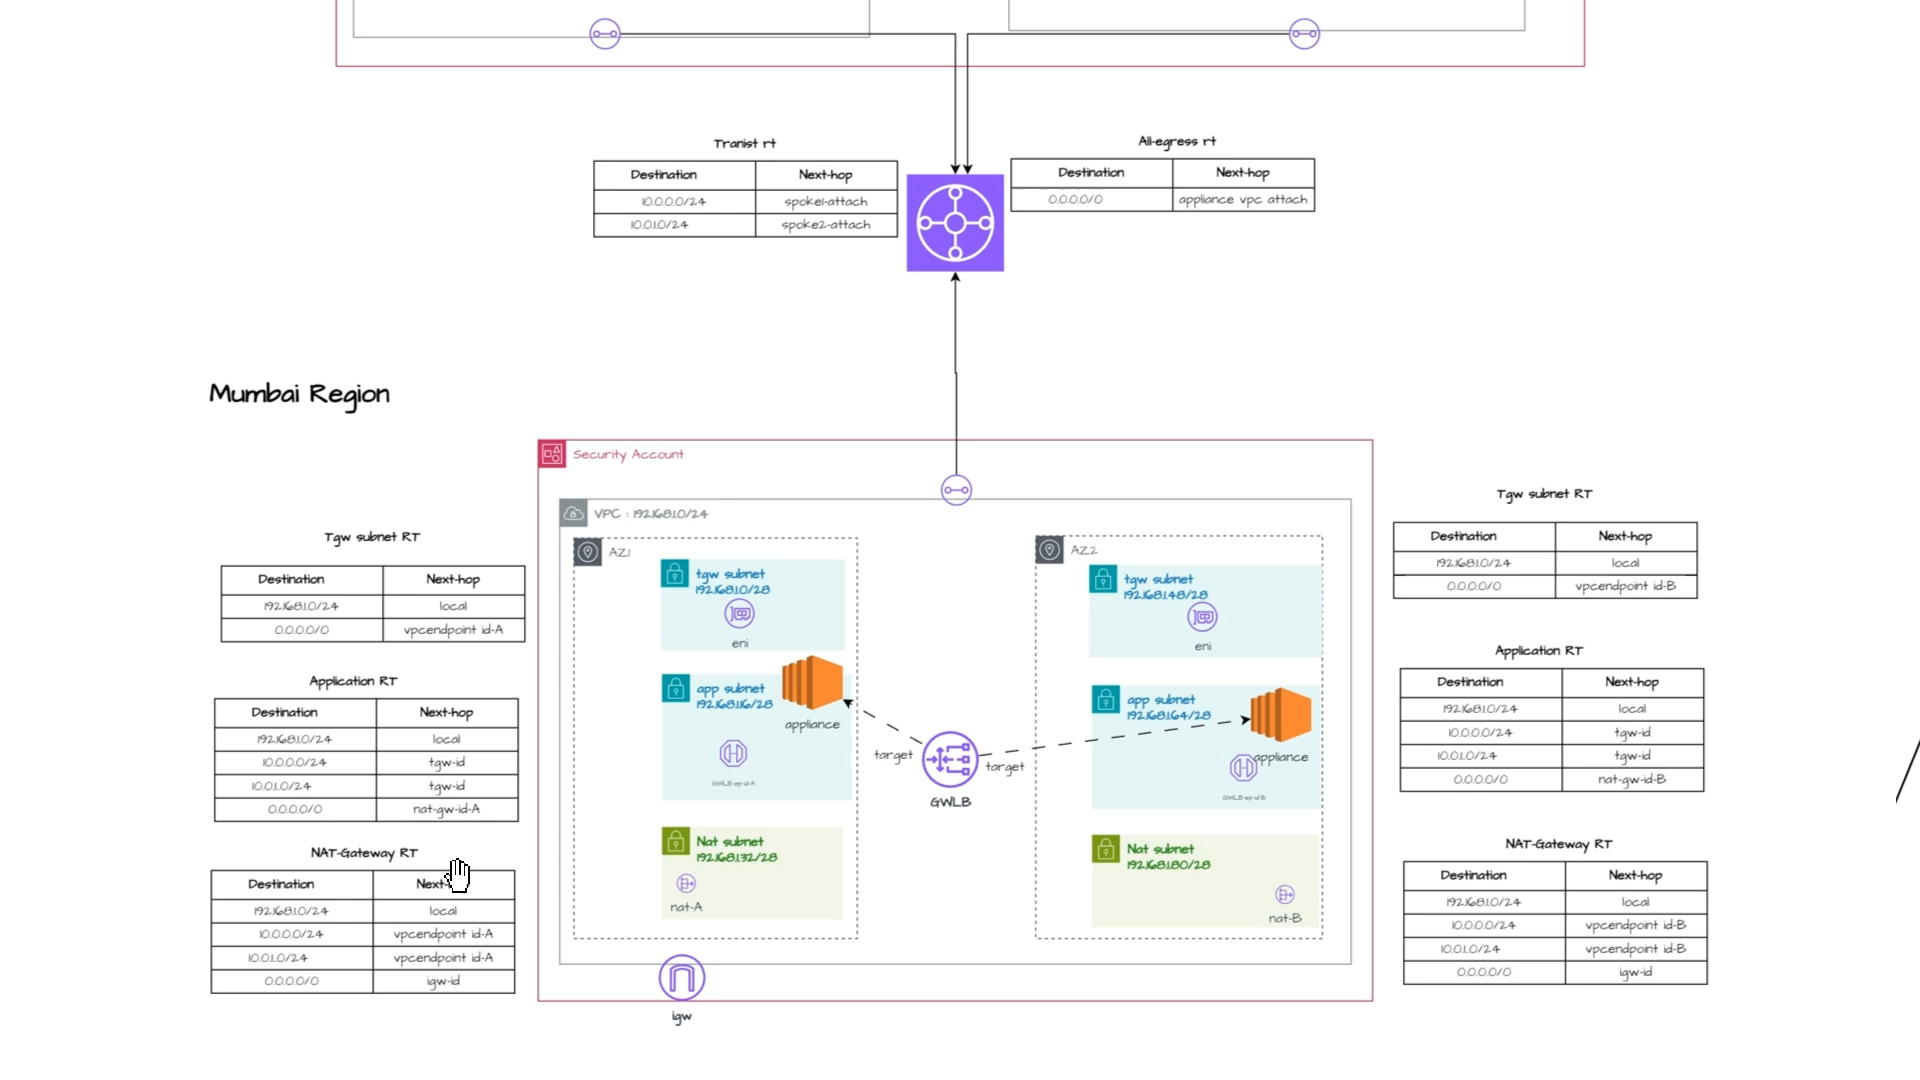 Tranist rt
Destination Next-hop
10.0.0.0/24 spoke1-attach
10.0.1.0/24 spoke2-attach
All-egress rt
Destination Next-hop
0.0.0.0/0 appliance vpc attach
Mumbai Region
Security Account
VPC : 192.168.1.0/24
Tgw subnet RT
Destination Next-hop
192.168.1.0/24 local
0.0.0.0/0 vpcendpoint id-A
Application RT
Destination Next-hop
192.168.1.0/24 local
10.0.0.0/24 tgw-id
10.0.1.0/24 tgw-id
0.0.0.0/0 nat-gw-id-A
NAT-Gateway RT
Destination
192.168.1.0/24 local
10.0.0.0/24 vpcendpoint id-A
10.0.1.0/24 vpcendpoint id-A
0.0.0.0/0 igw-id
AZ1
tgw subnet
192.168.1.0/28
eni
app subnet
192.168.1.16/28
appliance
GWLB-ep-id-A
Nat subnet
192.168.1.32/28
nat-A
igw
target
target
GWLB
AZ2
tgw subnet
192.168.1.48/28
eni
app subnet
192.168.1.64/28
appliance
GWLB-ep-id-B
Nat subnet
192.168.1.80/28
nat-B
Tgw subnet RT
Destination Next-hop
192.168.1.0/24 local
0.0.0.0/0 vpcendpoint id-B
Application RT
Destination Next-hop
192.168.1.0/24 local
10.0.0.0/24 tgw-id
10.0.1.0/24 tgw-id
0.0.0.0/0 nat-gw-id-B
NAT-Gateway RT
Destination Next-hop
192.168.1.0/24 local
10.0.0.0/24 vpcendpoint id-B
10.0.1.0/24 vpcendpoint id-B
0.0.0.0/0 igw-id